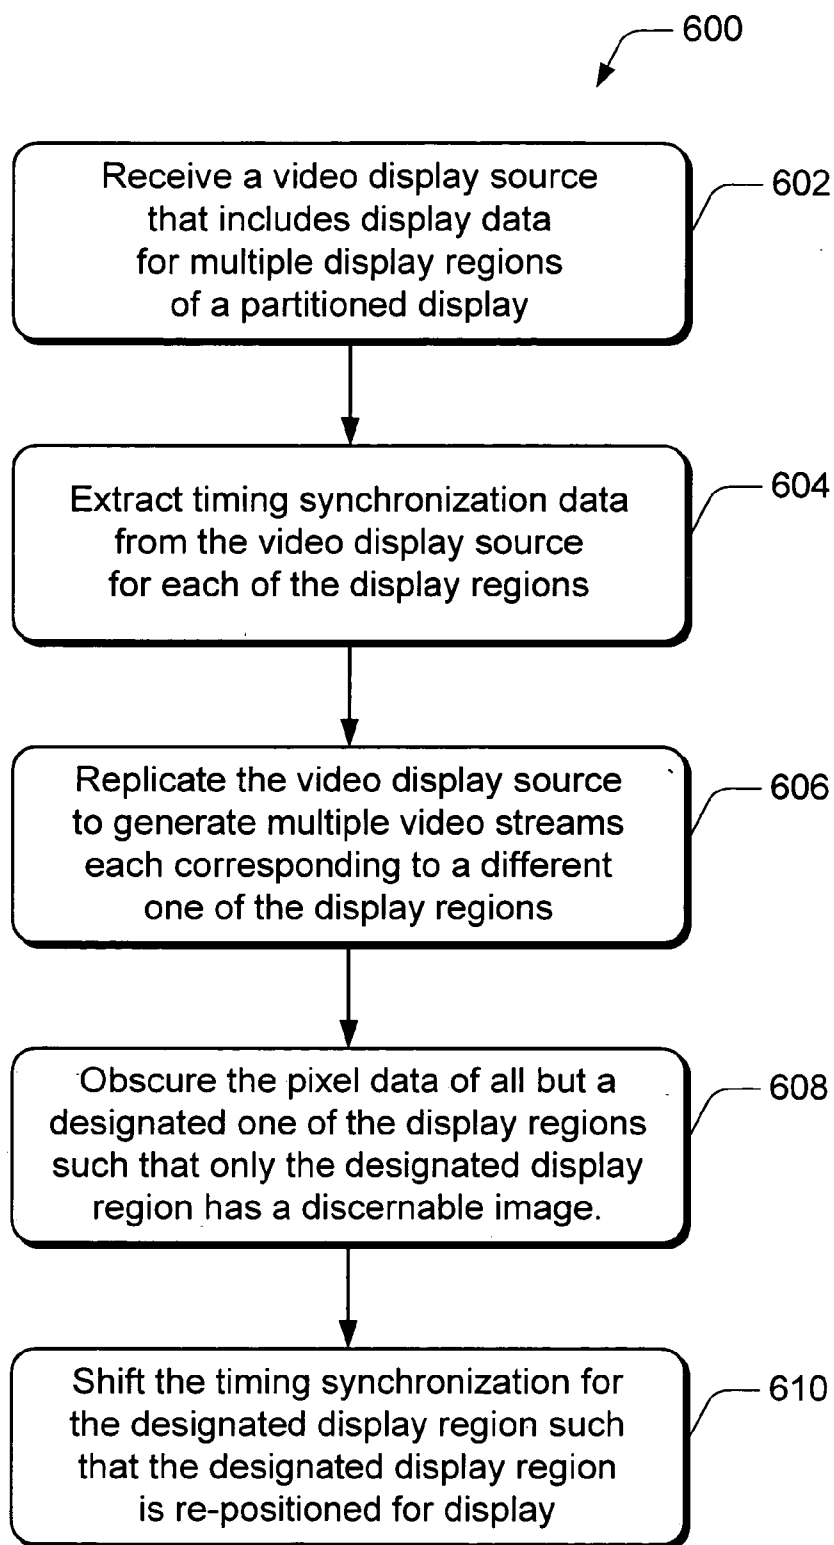 600
Receive a video display source
that includes display data
for multiple display regions
of a partitioned display
602
Extract timing synchronization data
from the video display source
for each of the display regions
604
Replicate the video display source
to generate multiple video streams
each corresponding to a different
one of the display regions
606
Obscure the pixel data of all but a
designated one of the display regions
such that only the designated display
region has a discernable image.
608
Shift the timing synchronization for
the designated display region such
that the designated display region
is re-positioned for display
610